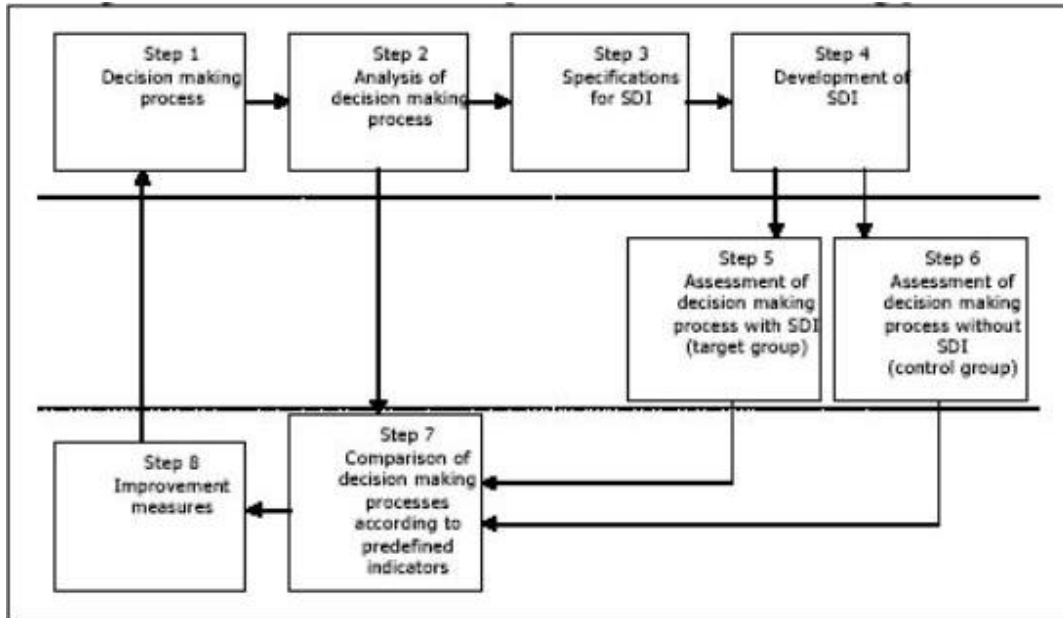 Step 1
Decision making
process
Step 2
Analysis of
decision making
process
Step 3
Specifications
for SDI
Step 4
Development of
SDI
Step 5
Assessment of
decision making
process with SDI
(target group)
Step 6
Assessment of
decision making
process without
SDI
(control group)
Step 7
Comparison of
decision making
processes
according to
predefined
indicators
Step 8
Improvement
measures